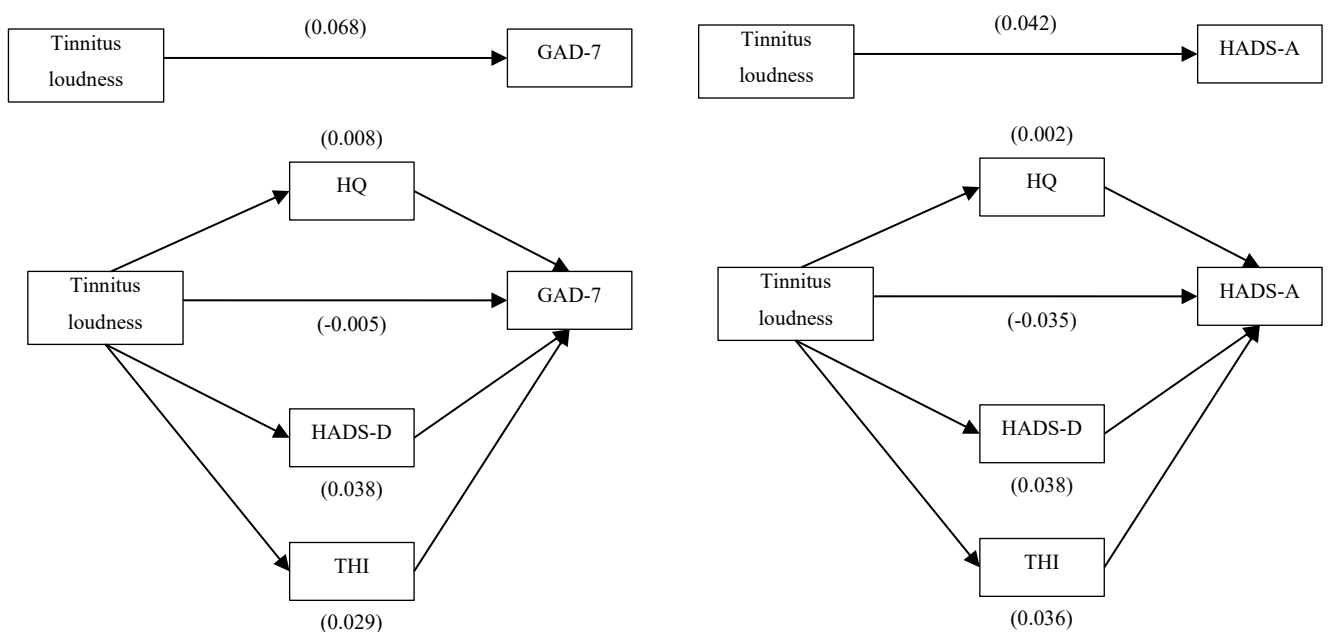 (0.068)
Tinnitus
loudness
GAD-7
(0.008)
HQ
Tinnitus
loudness
GAD-7
(-0.005)
HADS-D
(0.038)
THI
(0.029)
(0.042)
Tinnitus
loudness
HADS-A
(0.002)
HQ
Tinnitus
loudness
HADS-A
(-0.035)
HADS-D
(0.038)
THI
(0.036)